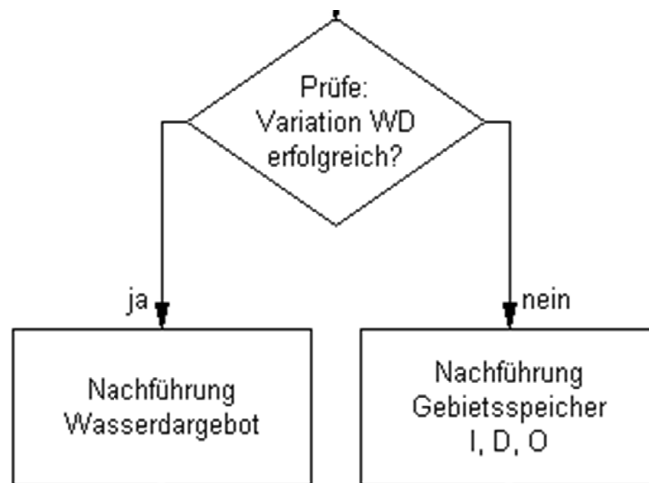 Prüfe:
Variation WD
erfolgreich?
ja
nein
Nachführung
Wasserdargebot
Nachführung
Gebietsspeicher
I, D, O